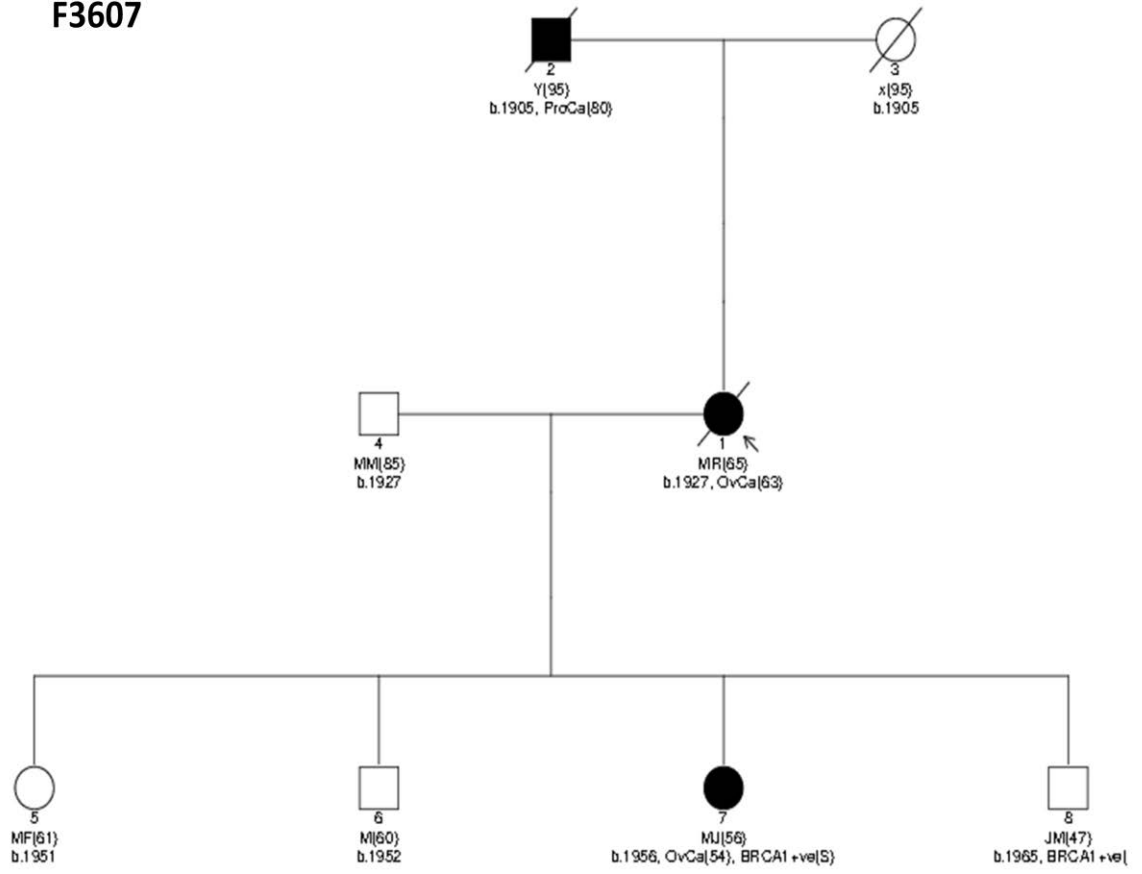 F3607
2
Y(95)
b.1905, ProCa(80)
3
x(95)
b.1905
4
MM(85)
b.1927
1
MR(65)
b.1927, OvCa(63)
5
MF(61)
b.1951
6
M(60)
b.1952
7
MJ(56)
b.1956, OvCa(54), BRCA1+ve(S)
8
JM(47)
b.1965, BRCA1+ve(